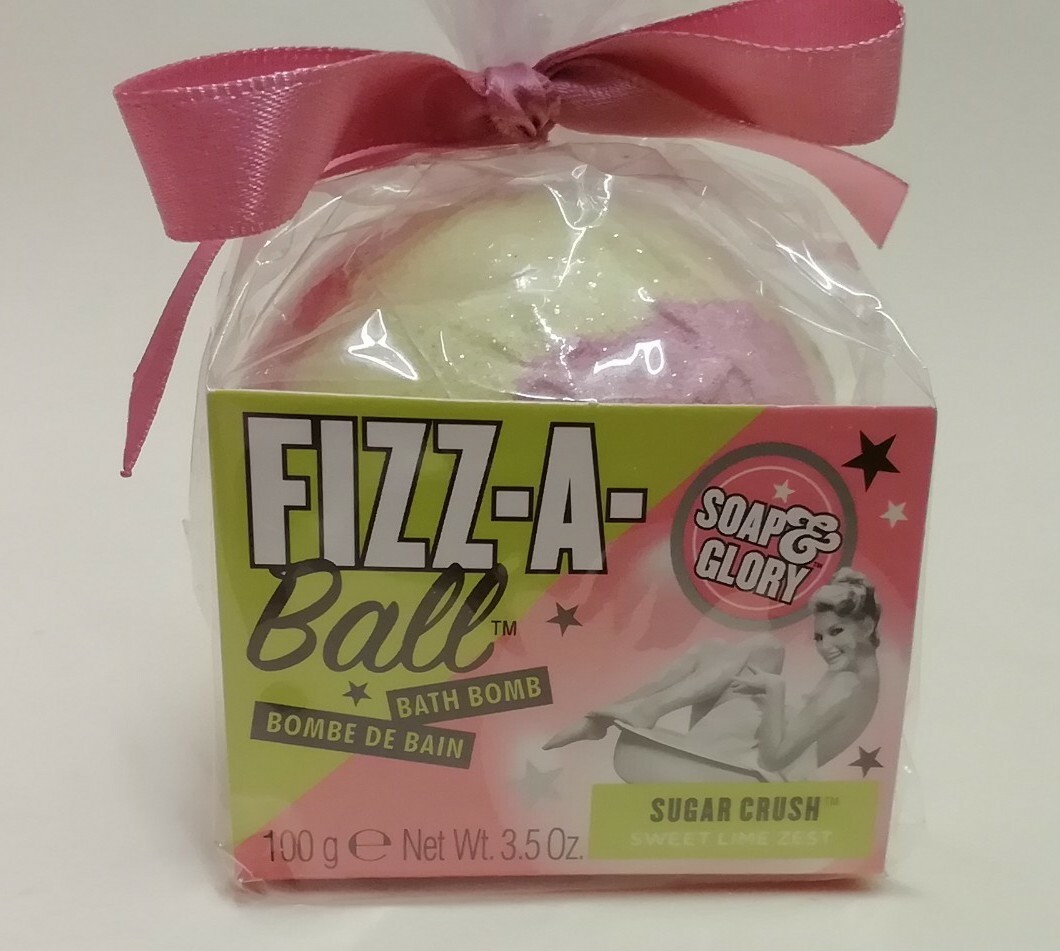 FIZZ-A-
Ball™
BATH BOMB
BOMBE DE BAIN
SOAP&
GLORY™
SUGAR CRUSH™
SWEET LIME ZEST
100 g ℮ Net Wt. 3.5 Oz.